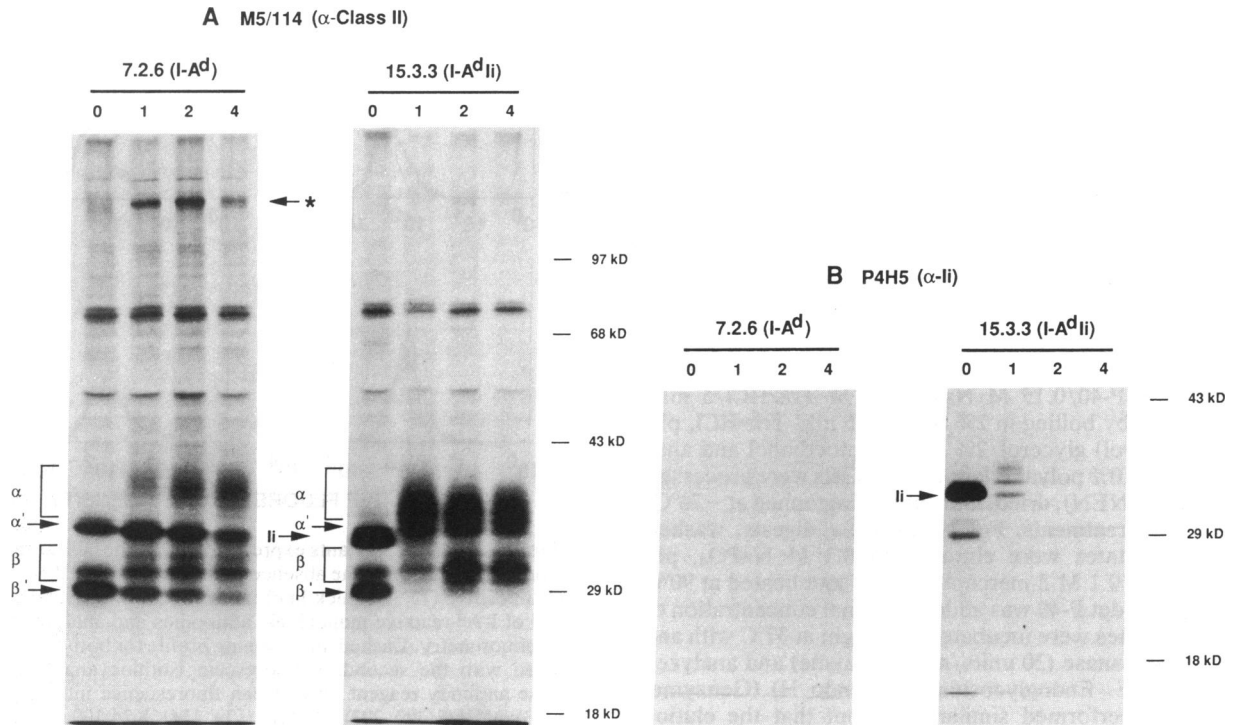 A M5/114 (α-Class II)
7.2.6 (I-Aᵈ)
0 1 2 4
15.3.3 (I-AᵈIi)
0 1 2 4
*
97 kD
68 kD
43 kD
29 kD
18 kD
α
α'
β
β'
α
α'
Ii
β
β'
B P4H5 (α-Ii)
7.2.6 (I-Aᵈ)
0 1 2 4
15.3.3 (I-AᵈIi)
0 1 2 4
Ii
43 kD
29 kD
18 kD